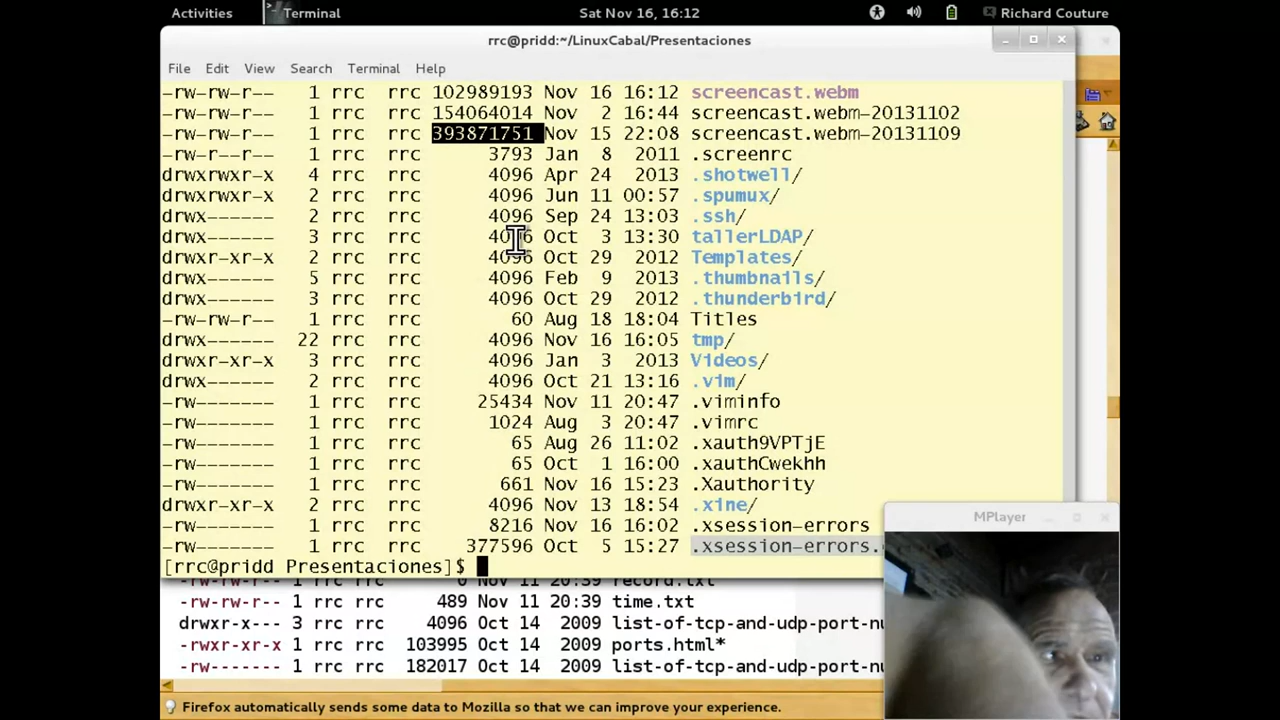 Activities Terminal Sat Nov 16, 16:12 Richard Couture
rrc@pridd:~/LinuxCabal/Presentaciones
File Edit View Search Terminal Help
-rw-rw-r-- 1 rrc rrc 102989193 Nov 16 16:12 screencast.webm
-rw-rw-r-- 1 rrc rrc 154064014 Nov 2 16:44 screencast.webm-20131102
-rw-rw-r-- 1 rrc rrc 393871751 Nov 15 22:08 screencast.webm-20131109
-rw-r--r-- 1 rrc rrc 3793 Jan 8 2011 .screenrc
drwxrwxr-x 4 rrc rrc 4096 Apr 24 2013 .shotwell/
drwxrwxr-x 2 rrc rrc 4096 Jun 11 00:57 .spumux/
drwx------ 2 rrc rrc 4096 Sep 24 13:03 .ssh/
drwx------ 3 rrc rrc 4096 Oct 3 13:30 tallerLDAP/
drwxr-xr-x 2 rrc rrc 4096 Oct 29 2012 Templates/
drwx------ 5 rrc rrc 4096 Feb 9 2013 .thumbnails/
drwx------ 3 rrc rrc 4096 Oct 29 2012 .thunderbird/
-rw-rw-r-- 1 rrc rrc 60 Aug 18 18:04 Titles
drwx------ 22 rrc rrc 4096 Nov 16 16:05 tmp/
drwxr-xr-x 3 rrc rrc 4096 Jan 3 2013 Videos/
drwx------ 2 rrc rrc 4096 Oct 21 13:16 .vim/
-rw------- 1 rrc rrc 25434 Nov 11 20:47 .viminfo
-rw------- 1 rrc rrc 1024 Aug 3 20:47 .vimrc
-rw------- 1 rrc rrc 65 Aug 26 11:02 .xauth9VPTjE
-rw------- 1 rrc rrc 65 Oct 1 16:00 .xauthCwekhh
-rw------- 1 rrc rrc 661 Nov 16 15:23 .Xauthority
drwxr-xr-x 2 rrc rrc 4096 Nov 13 18:54 .xine/
-rw------- 1 rrc rrc 8216 Nov 16 16:02 .xsession-errors
-rw------- 1 rrc rrc 377596 Oct 5 15:27 .xsession-errors.
[rrc@pridd Presentaciones]$
MPlayer
-rw-rw-r-- 1 rrc rrc 0 Nov 11 20:39 record.txt
-rw-rw-r-- 1 rrc rrc 489 Nov 11 20:39 time.txt
drwxr-x--- 3 rrc rrc 4096 Oct 14 2009 list-of-tcp-and-udp-port-nu
-rwxr-xr-x 1 rrc rrc 103995 Oct 14 2009 ports.html*
-rw------- 1 rrc rrc 182017 Oct 14 2009 list-of-tcp-and-udp-port-nu
Firefox automatically sends some data to Mozilla so that we can improve your experience.